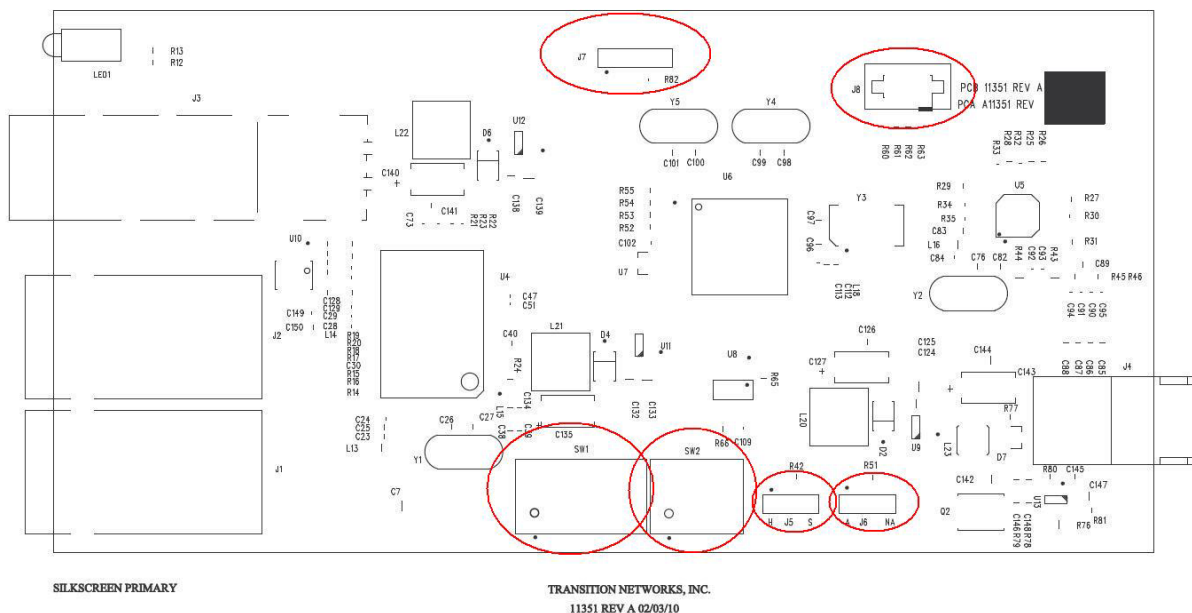 LED1
R13
R12
J3
J7
R82
J8
PCB 11351 REV A
PCA A11351 REV
R60
R61
R62
R63
R33
R28
R32
R25
R26
L22
D6
U12
C140
C141
C73
R21
R23
R22
C138
C139
Y5
Y4
C101
C100
C99
C98
U6
R55
R54
R53
R52
C102
U7
C97
C96
Y3
C113
C112
L18
R29
R34
R35
C83
L16
C84
U5
R27
R30
R31
R44
C92
C93
R43
C89
R45
R46
C76
C82
Y2
C94
C91
C90
C95
C88
C87
C86
C85
U10
C149
C150
C128
C129
C29
C28
L14
J2
R19
R20
R18
R17
C30
R15
R16
R14
U4
C47
C51
C40
R24
L21
D4
U11
C134
L15
C38
C39
C135
C132
C133
U8
R65
R66
C109
C126
C127
C125
C124
L20
D2
U9
C144
C143
R77
L23
D7
J4
C24
C25
C23
L13
J1
C26
C27
Y1
C7
SW1
SW2
R42
H J5 S
R51
A J6 NA
C142
Q2
R80
C145
U13
C147
R81
R76
C146
R79
C148
R78
SILKSCREEN PRIMARY
TRANSITION NETWORKS, INC.
11351 REV A 02/03/10